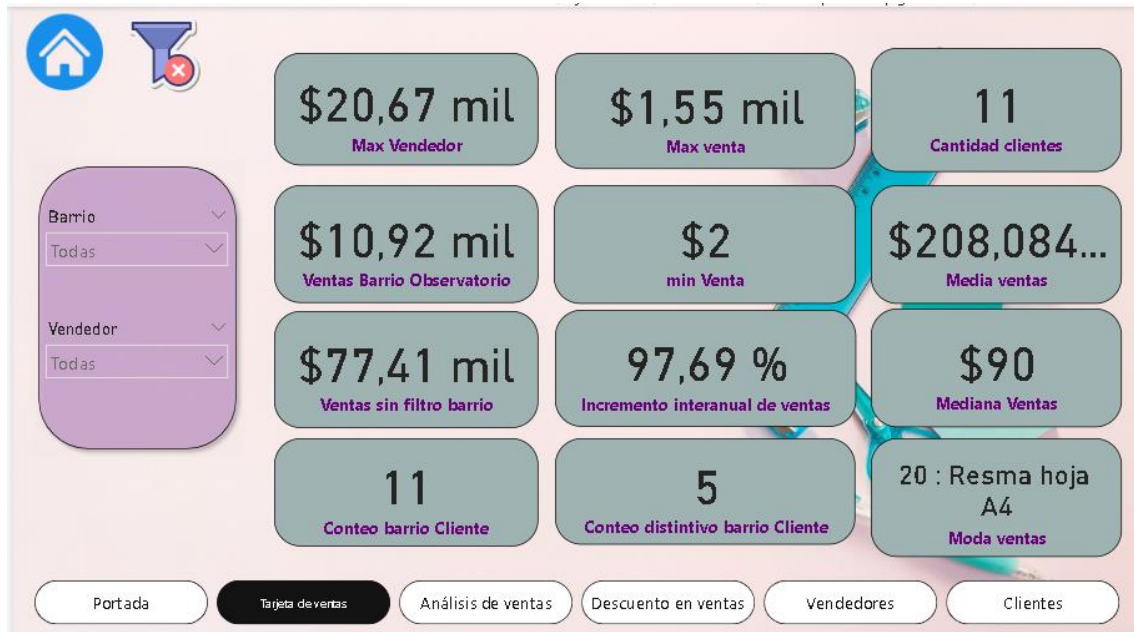 $20,67 mil
Max Vendedor
$1,55 mil
Max venta
11
Cantidad clientes
Barrio
Todas
Vendedor
Todas
$10,92 mil
Ventas Barrio Observatorio
$2
min Venta
$208,084...
Media ventas
$77,41 mil
Ventas sin filtro barrio
97,69 %
Incremento interanual de ventas
$90
Mediana Ventas
11
Conteo barrio Cliente
5
Conteo distintivo barrio Cliente
20 : Resma hoja
A4
Moda ventas
Portada
Tarjeta de ventas
Análisis de ventas
Descuento en ventas
Vendedores
Clientes